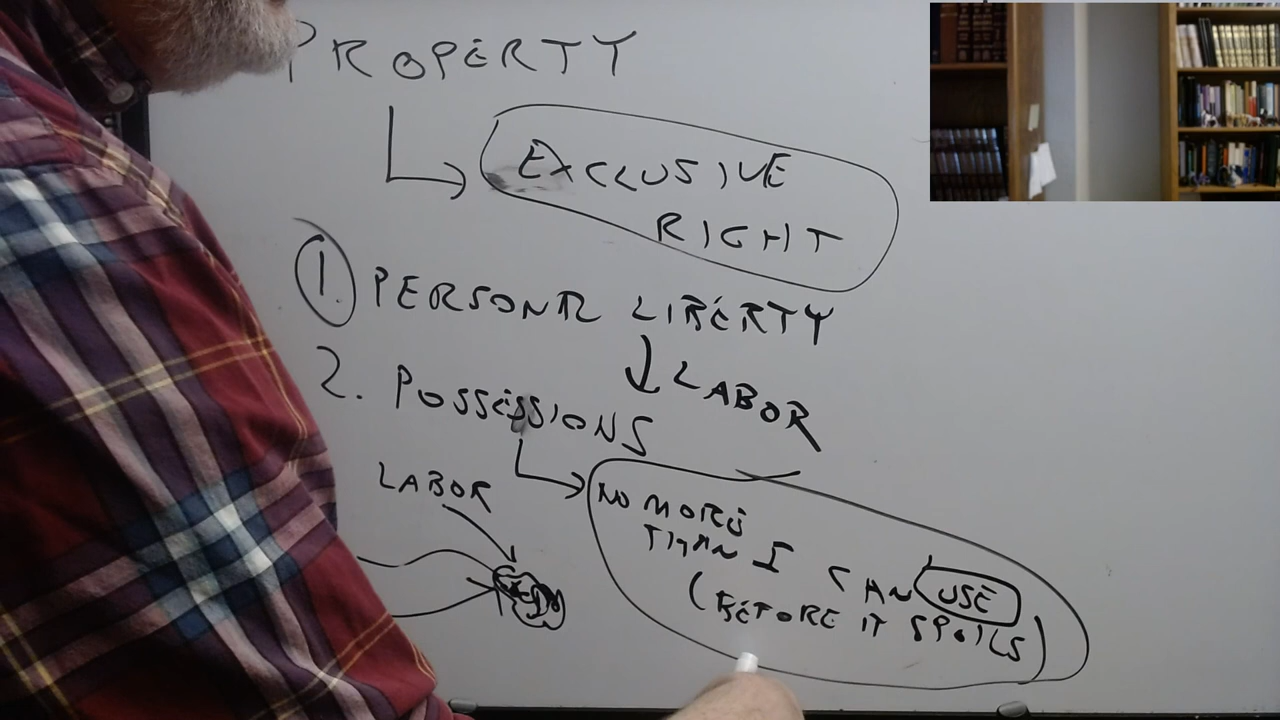 PROPERTY
EXCLUSIVE
RIGHT
1. PERSONAL LIBERTY
LABOR
2. POSSESSIONS
LABOR
NO MORE
THAN I CAN USE
(BEFORE IT SPOILS)